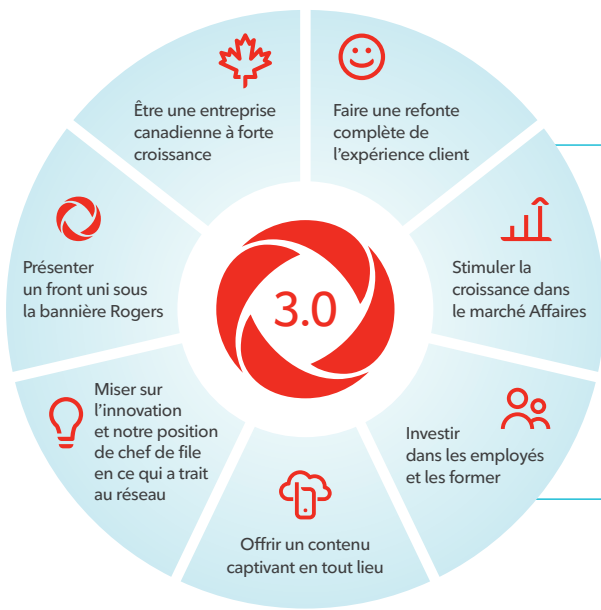 Être une entreprise
canadienne à forte
croissance
Faire une refonte
complète de
l'expérience client
Stimuler la
croissance dans
le marché Affaires
Investir
dans les employés
et les former
Offrir un contenu
captivant en tout lieu
Miser sur
l'innovation
et notre position
de chef de file
en ce qui a trait
au réseau
Présenter
un front uni sous
la bannière Rogers
3.0